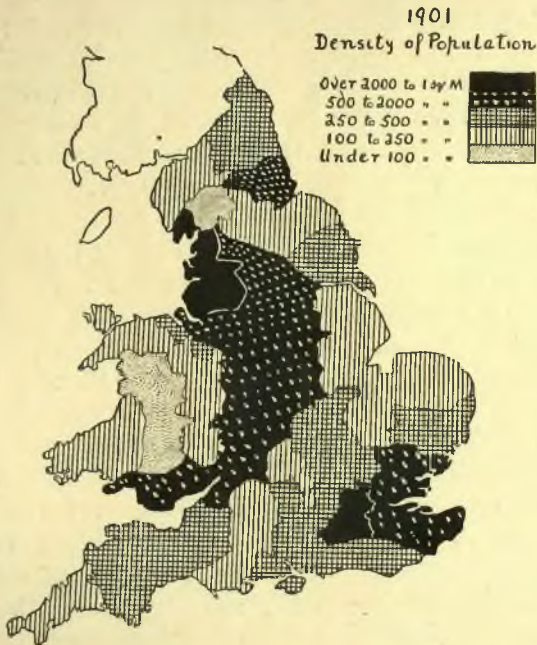 1901
Density of Population
Over 2000 to 1 sq M
500 to 2000 " "
250 to 500 " "
100 to 250 " "
Under 100 " "